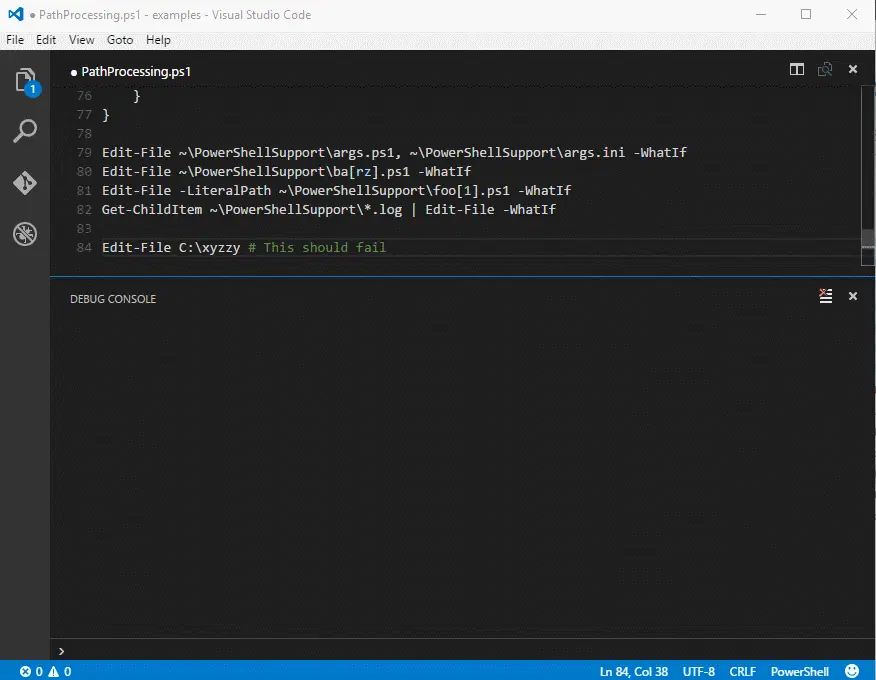 ● PathProcessing.ps1 - examples - Visual Studio Code
File Edit View Goto Help
● PathProcessing.ps1
1
76 }
77 }
78
79 Edit-File ~\PowerShellSupport\args.ps1, ~\PowerShellSupport\args.ini -WhatIf
80 Edit-File ~\PowerShellSupport\ba[rz].ps1 -WhatIf
81 Edit-File -LiteralPath ~\PowerShellSupport\foo[1].ps1 -WhatIf
82 Get-ChildItem ~\PowerShellSupport\*.log | Edit-File -WhatIf
83
84 Edit-File C:\xyzzy # This should fail
DEBUG CONSOLE
›
0 0 Ln 84, Col 38 UTF-8 CRLF PowerShell